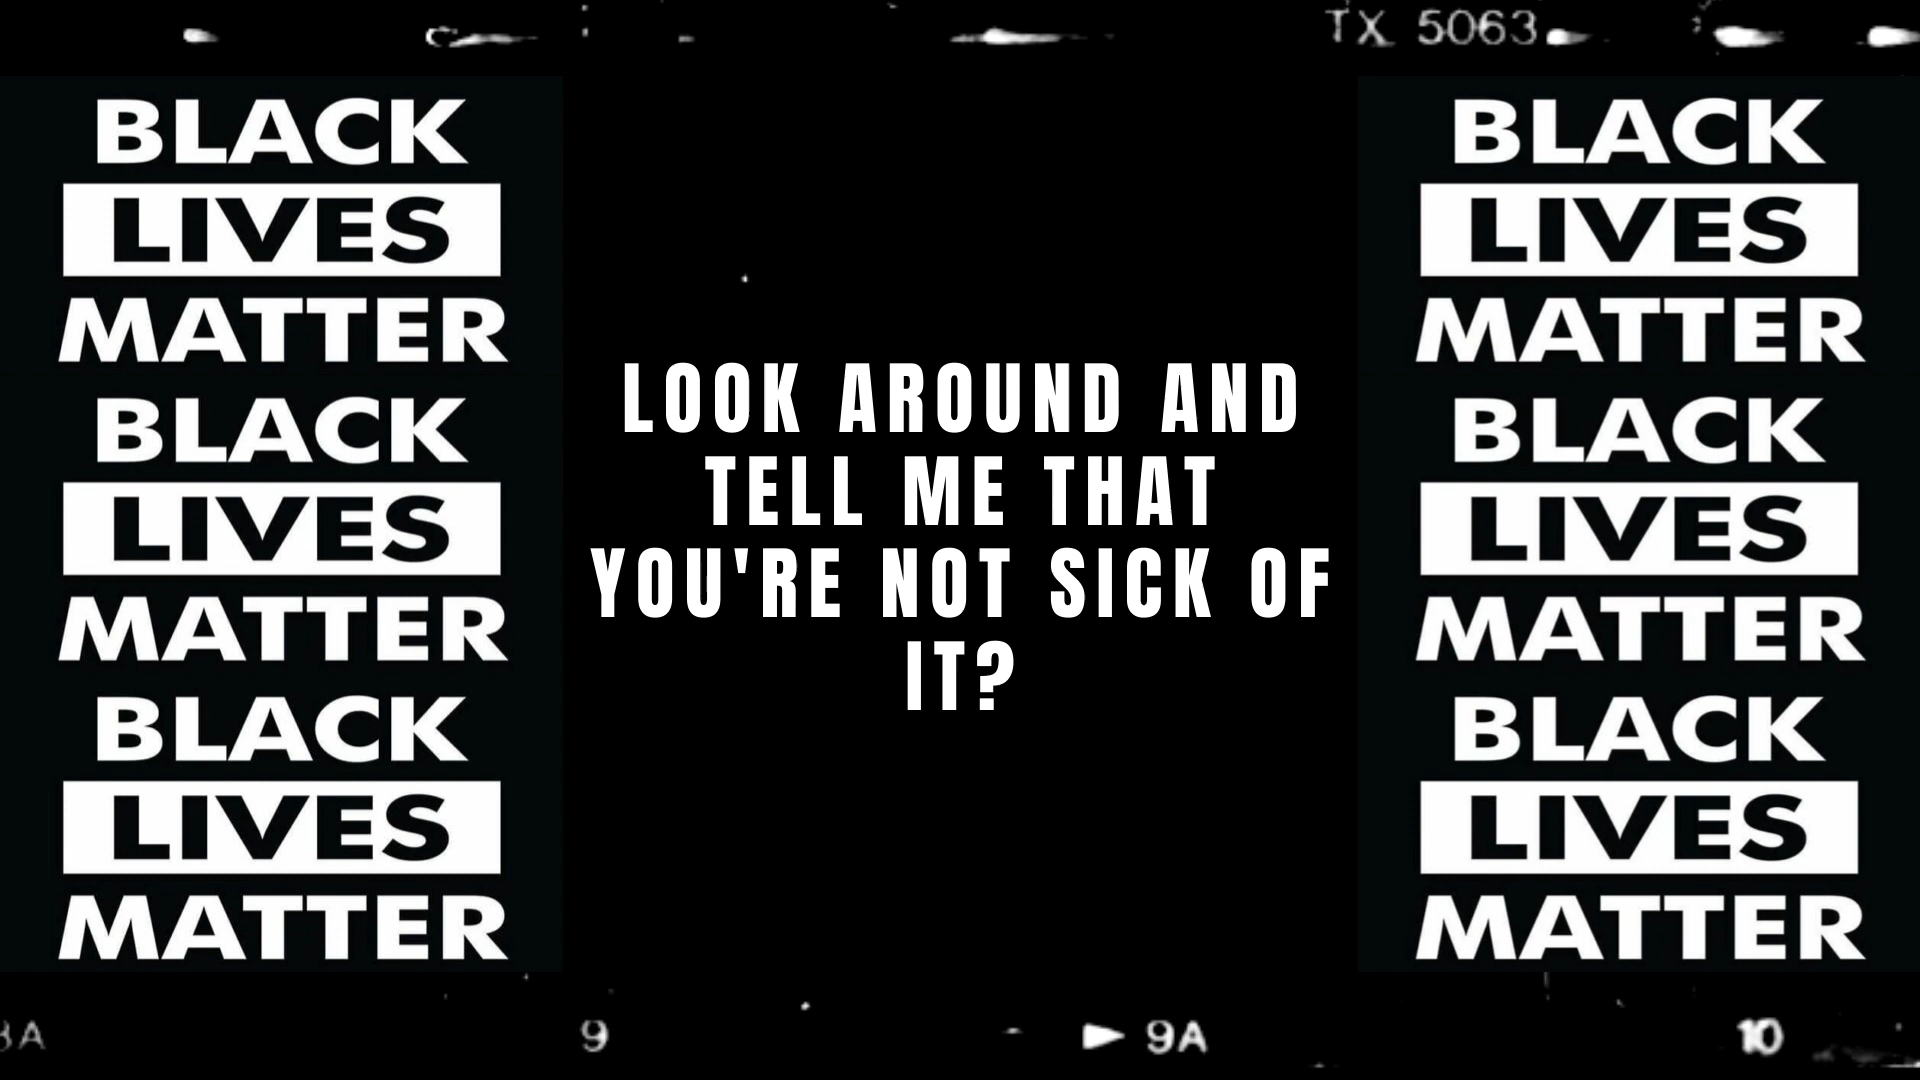 TX 5063
BLACK
LIVES
MATTER
BLACK
LIVES
MATTER
BLACK
LIVES
MATTER
LOOK AROUND AND
TELL ME THAT
YOU'RE NOT SICK OF
IT?
BLACK
LIVES
MATTER
BLACK
LIVES
MATTER
BLACK
LIVES
MATTER
9
9A
10